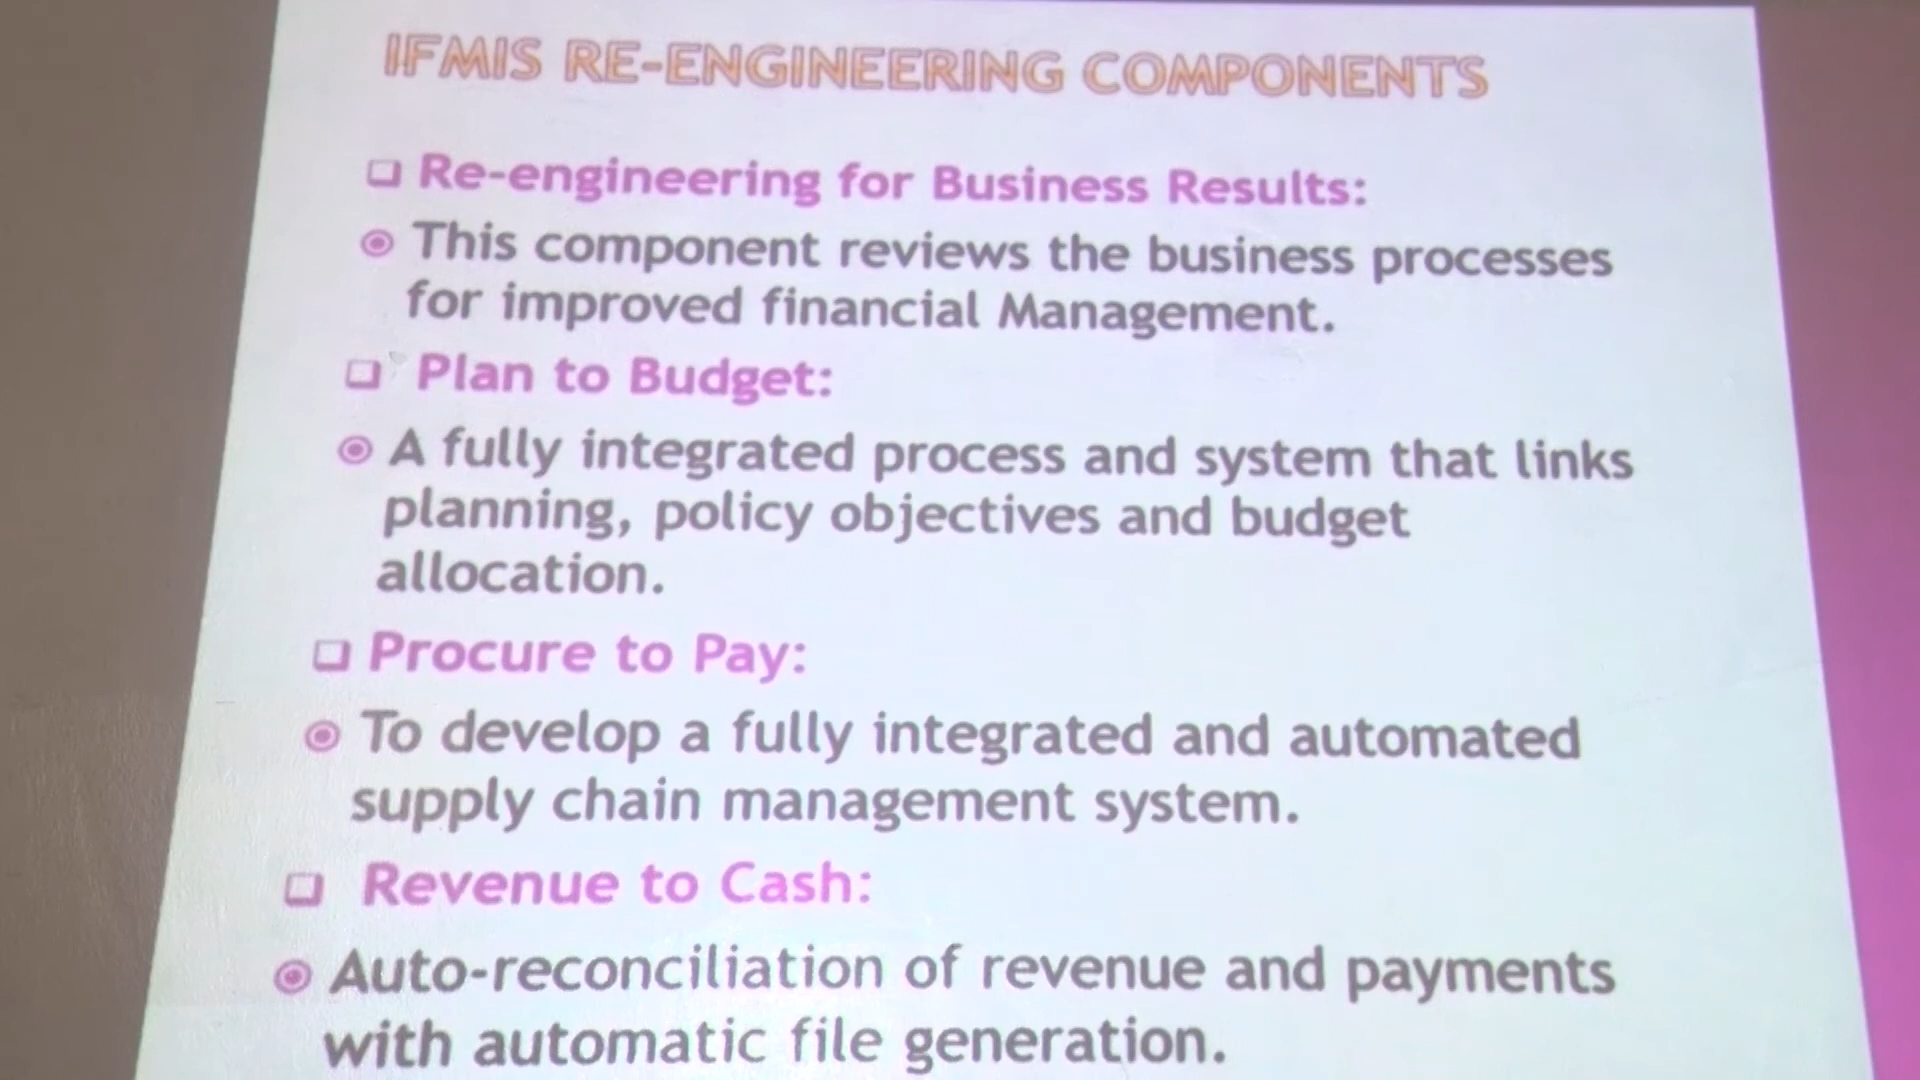 IFMIS RE-ENGINEERING COMPONENTS
Re-engineering for Business Results:
This component reviews the business processes
for improved financial Management.
Plan to Budget:
A fully integrated process and system that links
planning, policy objectives and budget
allocation.
Procure to Pay:
To develop a fully integrated and automated
supply chain management system.
Revenue to Cash:
Auto-reconciliation of revenue and payments
with automatic file generation.